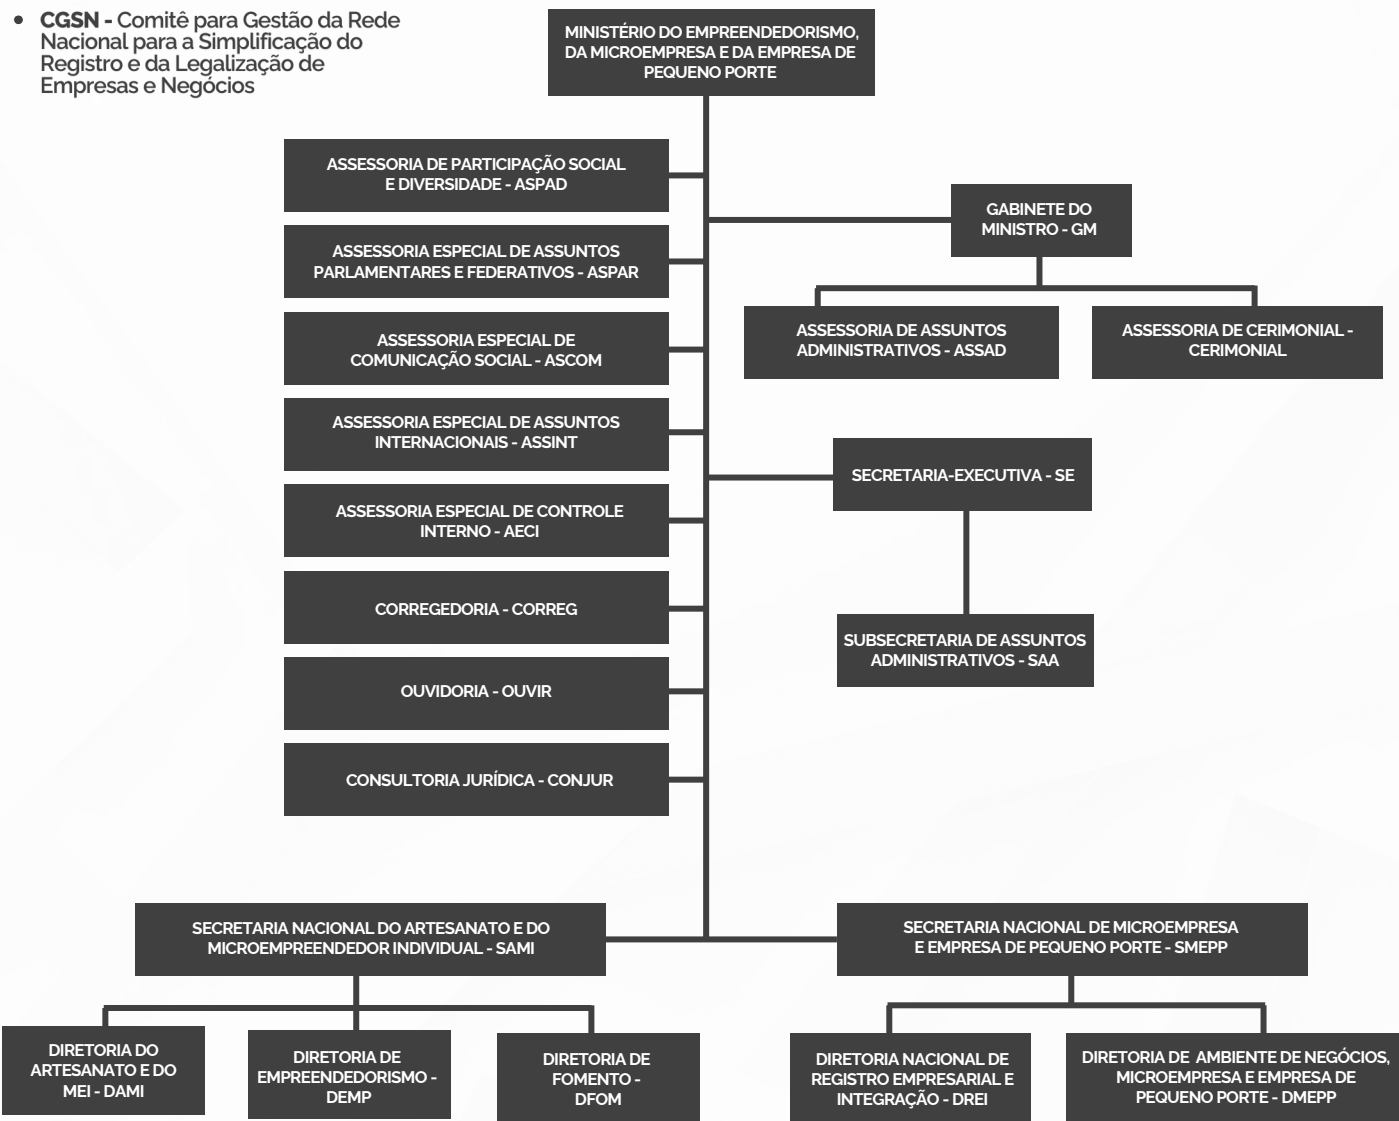 CGSN - Comitê para Gestão da Rede
Nacional para a Simplificação do
Registro e da Legalização de
Empresas e Negócios
MINISTÉRIO DO EMPREENDEDORISMO,
DA MICROEMPRESA E DA EMPRESA DE
PEQUENO PORTE
ASSESSORIA DE PARTICIPAÇÃO SOCIAL
E DIVERSIDADE - ASPAD
ASSESSORIA ESPECIAL DE ASSUNTOS
PARLAMENTARES E FEDERATIVOS - ASPAR
ASSESSORIA ESPECIAL DE
COMUNICAÇÃO SOCIAL - ASCOM
ASSESSORIA ESPECIAL DE ASSUNTOS
INTERNACIONAIS - ASSINT
ASSESSORIA ESPECIAL DE CONTROLE
INTERNO - AECI
CORREGEDORIA - CORREG
OUVIDORIA - OUVIR
CONSULTORIA JURÍDICA - CONJUR
GABINETE DO
MINISTRO - GM
ASSESSORIA DE ASSUNTOS
ADMINISTRATIVOS - ASSAD
ASSESSORIA DE CERIMONIAL -
CERIMONIAL
SECRETARIA-EXECUTIVA - SE
SUBSECRETARIA DE ASSUNTOS
ADMINISTRATIVOS - SAA
SECRETARIA NACIONAL DO ARTESANATO E DO
MICROEMPREENDEDOR INDIVIDUAL - SAMI
SECRETARIA NACIONAL DE MICROEMPRESA
E EMPRESA DE PEQUENO PORTE - SMEPP
DIRETORIA DO
ARTESANATO E DO
MEI - DAMI
DIRETORIA DE
EMPREENDEDORISMO -
DEMP
DIRETORIA DE
FOMENTO -
DFOM
DIRETORIA NACIONAL DE
REGISTRO EMPRESARIAL E
INTEGRAÇÃO - DREI
DIRETORIA DE AMBIENTE DE NEGÓCIOS,
MICROEMPRESA E EMPRESA DE
PEQUENO PORTE - DMEPP